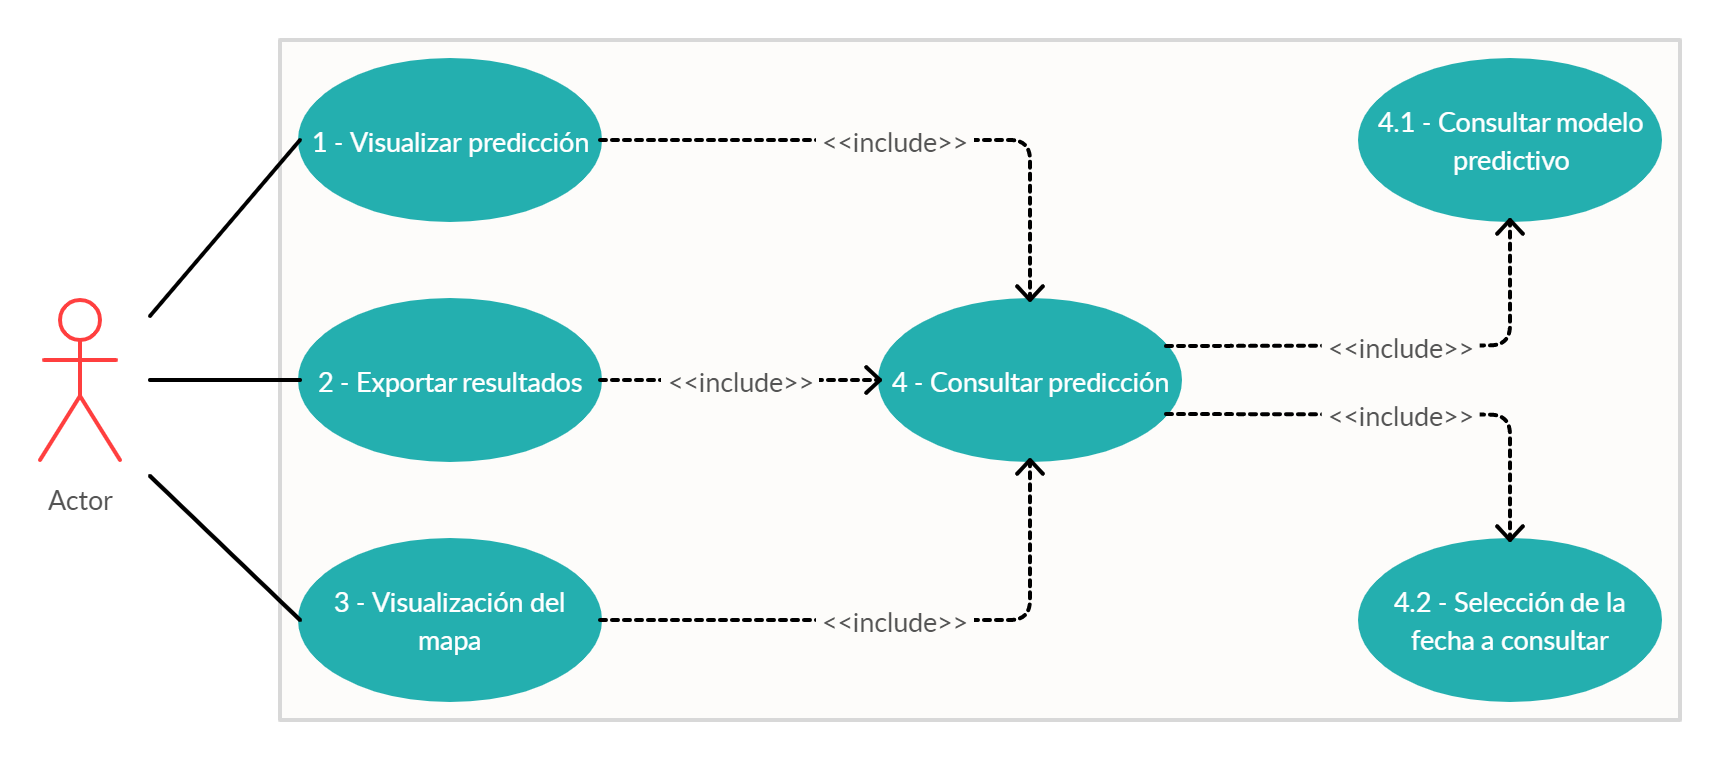 1 - Visualizar predicción
<<include>>
4.1 - Consultar modelo
predictivo
Actor
2 - Exportar resultados
<<include>>
4 - Consultar predicción
<<include>>
<<include>>
3 - Visualización del
mapa
<<include>>
4.2 - Selección de la
fecha a consultar